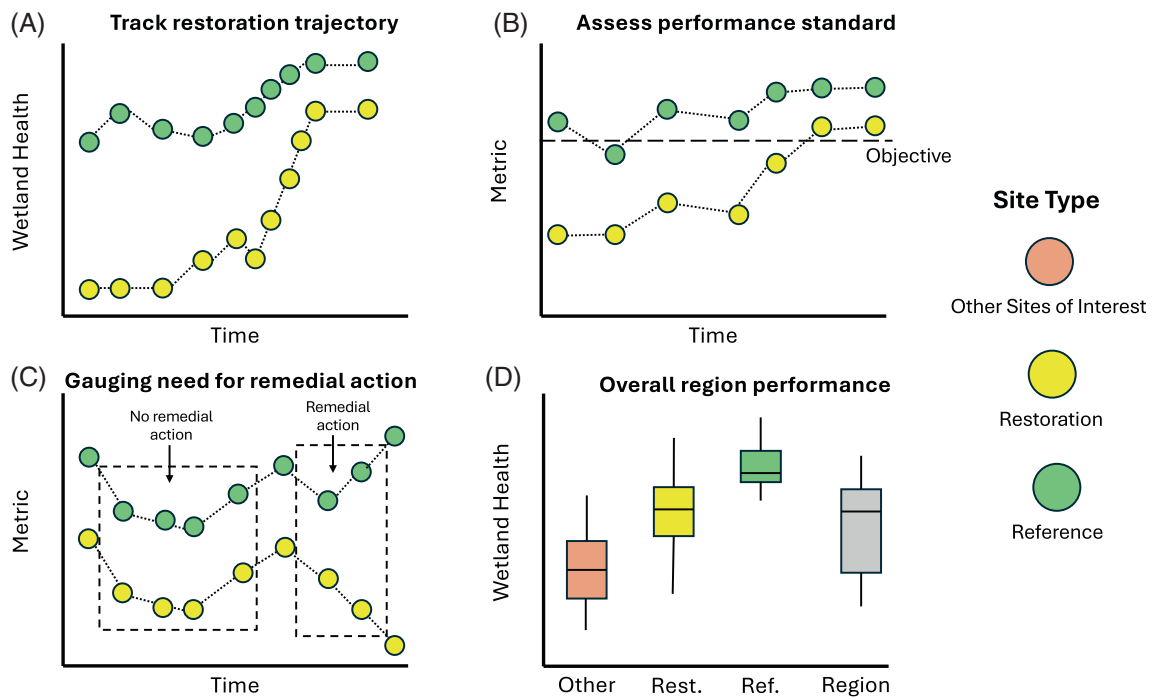 (A)
Track restoration trajectory
Wetland Health
Time
(B)
Assess performance standard
Metric
Objective
Time
(C)
Gauging need for remedial action
No remedial
action
Remedial
action
Metric
Time
(D)
Overall region performance
Wetland Health
Other
Rest.
Ref.
Region
Site Type
Other Sites of Interest
Restoration
Reference